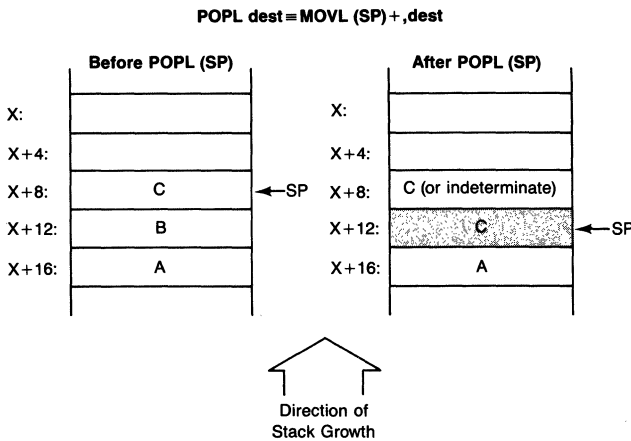 POPL dest ≡ MOVL (SP)+,dest
Before POPL (SP)
X:
X+4:
X+8: C ←SP
X+12: B
X+16: A
After POPL (SP)
X:
X+4:
X+8: C (or indeterminate)
X+12: C ←SP
X+16: A
Direction of
Stack Growth